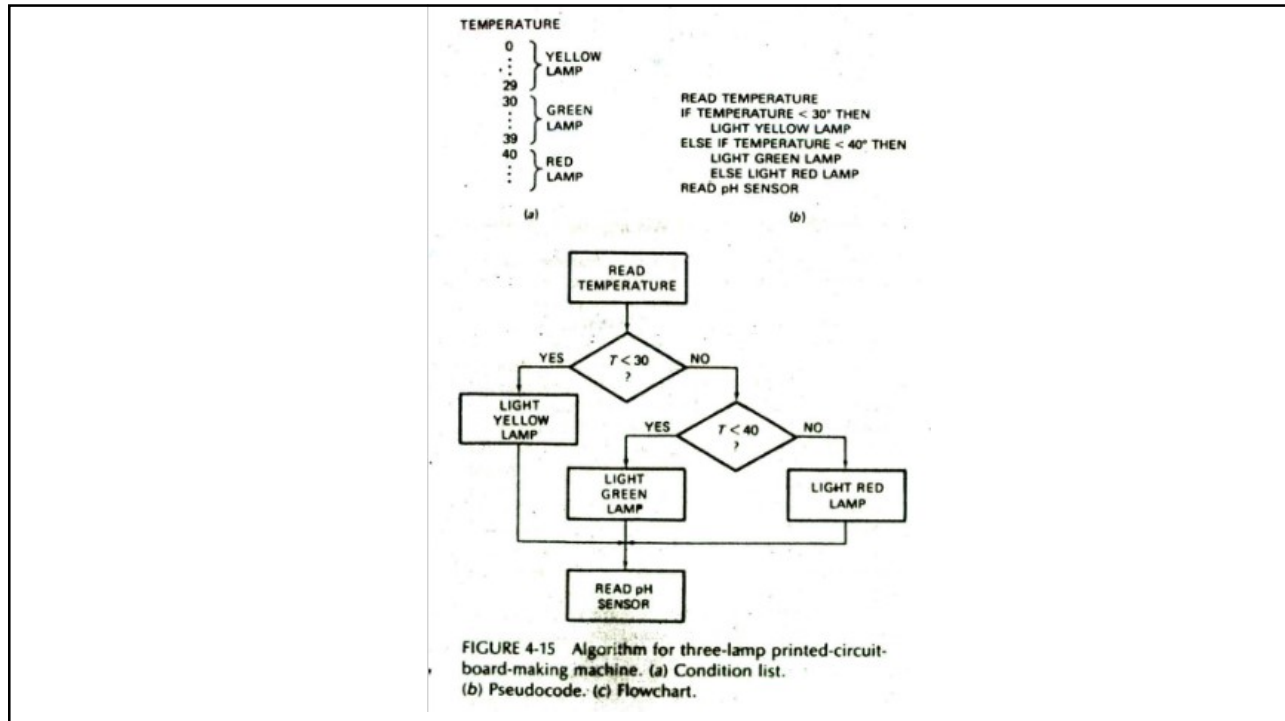 TEMPERATURE
0
29
YELLOW
LAMP
30
39
GREEN
LAMP
40
RED
LAMP
(a)
READ TEMPERATURE
IF TEMPERATURE < 30° THEN
LIGHT YELLOW LAMP
ELSE IF TEMPERATURE < 40° THEN
LIGHT GREEN LAMP
ELSE LIGHT RED LAMP
READ pH SENSOR
(b)
READ
TEMPERATURE
T < 30
?
YES
NO
LIGHT
YELLOW
LAMP
T < 40
?
YES
NO
LIGHT
GREEN
LAMP
LIGHT RED
LAMP
READ pH
SENSOR
FIGURE 4-15 Algorithm for three-lamp printed-circuit-
board-making machine. (a) Condition list.
(b) Pseudocode. (c) Flowchart.